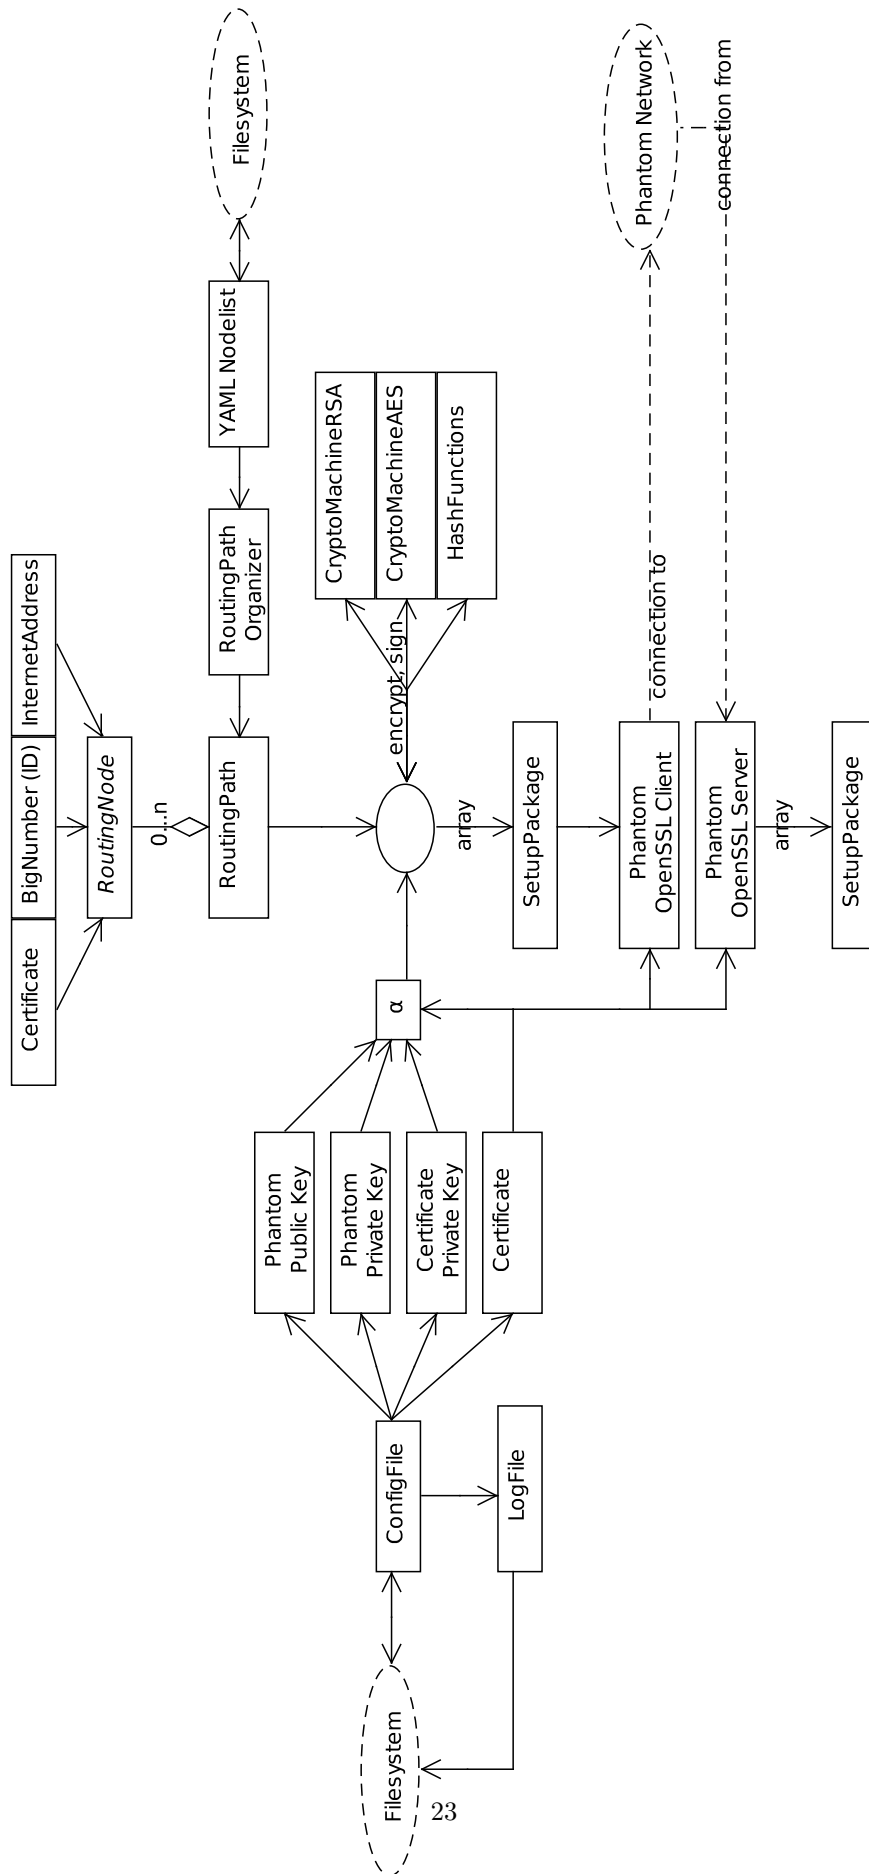 Filesystem
Phantom Network
connection from
YAML Nodelist
CryptoMachineRSA
CryptoMachineAES
HashFunctions
RoutingPath
Organizer
InternetAddress
BigNumber (ID)
Certificate
RoutingNode
0...n
RoutingPath
encrypt, sign
connection to
array
SetupPackage
Phantom
OpenSSL Client
Phantom
OpenSSL Server
array
SetupPackage
α
Phantom
Public Key
Phantom
Private Key
Certificate
Private Key
Certificate
ConfigFile
LogFile
Filesystem
23